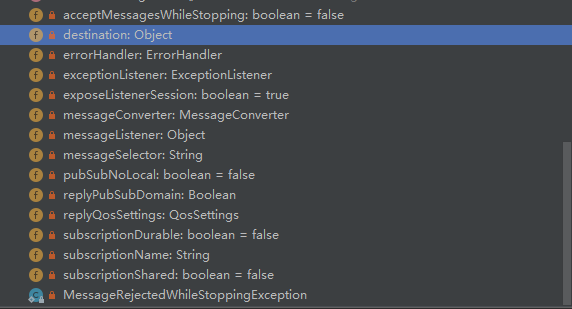 acceptMessagesWhileStopping: boolean = false
destination: Object
errorHandler: ErrorHandler
exceptionListener: ExceptionListener
exposeListenerSession: boolean = true
messageConverter: MessageConverter
messageListener: Object
messageSelector: String
pubSubNoLocal: boolean = false
replyPubSubDomain: Boolean
replyQosSettings: QosSettings
subscriptionDurable: boolean = false
subscriptionName: String
subscriptionShared: boolean = false
MessageRejectedWhileStoppingException